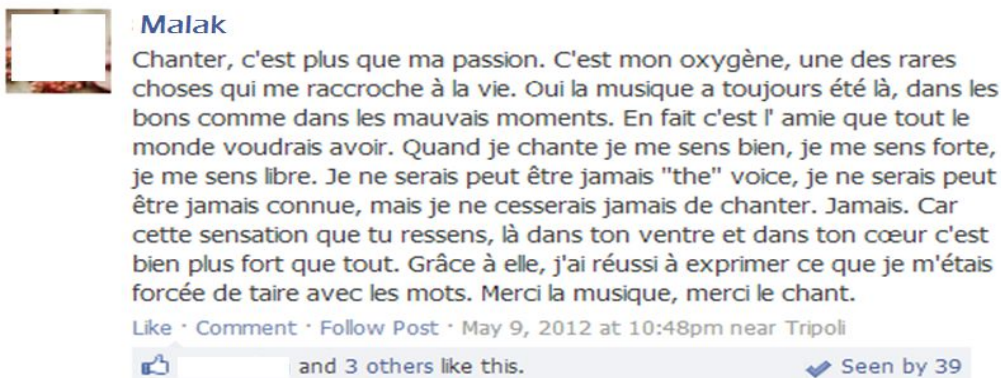 Malak
Chanter, c'est plus que ma passion. C'est mon oxygène, une des rares
choses qui me raccroche à la vie. Oui la musique a toujours été là, dans les
bons comme dans les mauvais moments. En fait c'est l' amie que tout le
monde voudrais avoir. Quand je chante je me sens bien, je me sens forte,
je me sens libre. Je ne serais peut être jamais "the" voice, je ne serais peut
être jamais connue, mais je ne cesserais jamais de chanter. Jamais. Car
cette sensation que tu ressens, là dans ton ventre et dans ton cœur c'est
bien plus fort que tout. Grâce à elle, j'ai réussi à exprimer ce que je m'étais
forcée de taire avec les mots. Merci la musique, merci le chant.
Like · Comment · Follow Post · May 9, 2012 at 10:48pm near Tripoli
and 3 others like this. Seen by 39